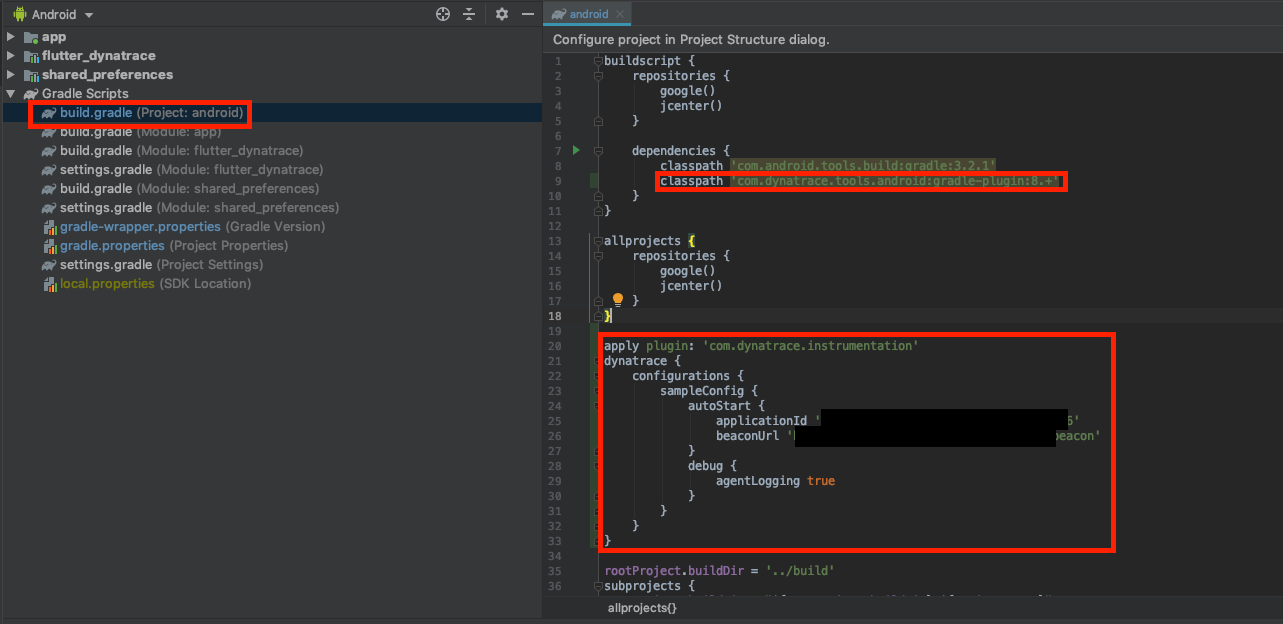 Android
app
flutter_dynatrace
shared_preferences
Gradle Scripts
build.gradle (Project: android)
build.gradle (Module: app)
build.gradle (Module: flutter_dynatrace)
settings.gradle (Module: flutter_dynatrace)
build.gradle (Module: shared_preferences)
settings.gradle (Module: shared_preferences)
gradle-wrapper.properties (Gradle Version)
gradle.properties (Project Properties)
settings.gradle (Project Settings)
local.properties (SDK Location)
android
Configure project in Project Structure dialog.
1 buildscript {
2 repositories {
3 google()
4 jcenter()
5 }
6
7 dependencies {
8 classpath 'com.android.tools.build:gradle:3.2.1'
9 classpath 'com.dynatrace.tools.android:gradle-plugin:8.+'
10 }
11 }
12
13 allprojects {
14 repositories {
15 google()
16 jcenter()
17 }
18 }
19
20 apply plugin: 'com.dynatrace.instrumentation'
21 dynatrace {
22 configurations {
23 sampleConfig {
24 autoStart {
25 applicationId '
26 beaconUrl ' beacon'
27 }
28 debug {
29 agentLogging true
30 }
31 }
32 }
33 }
34
35 rootProject.buildDir = '../build'
36 subprojects {
allprojects{}